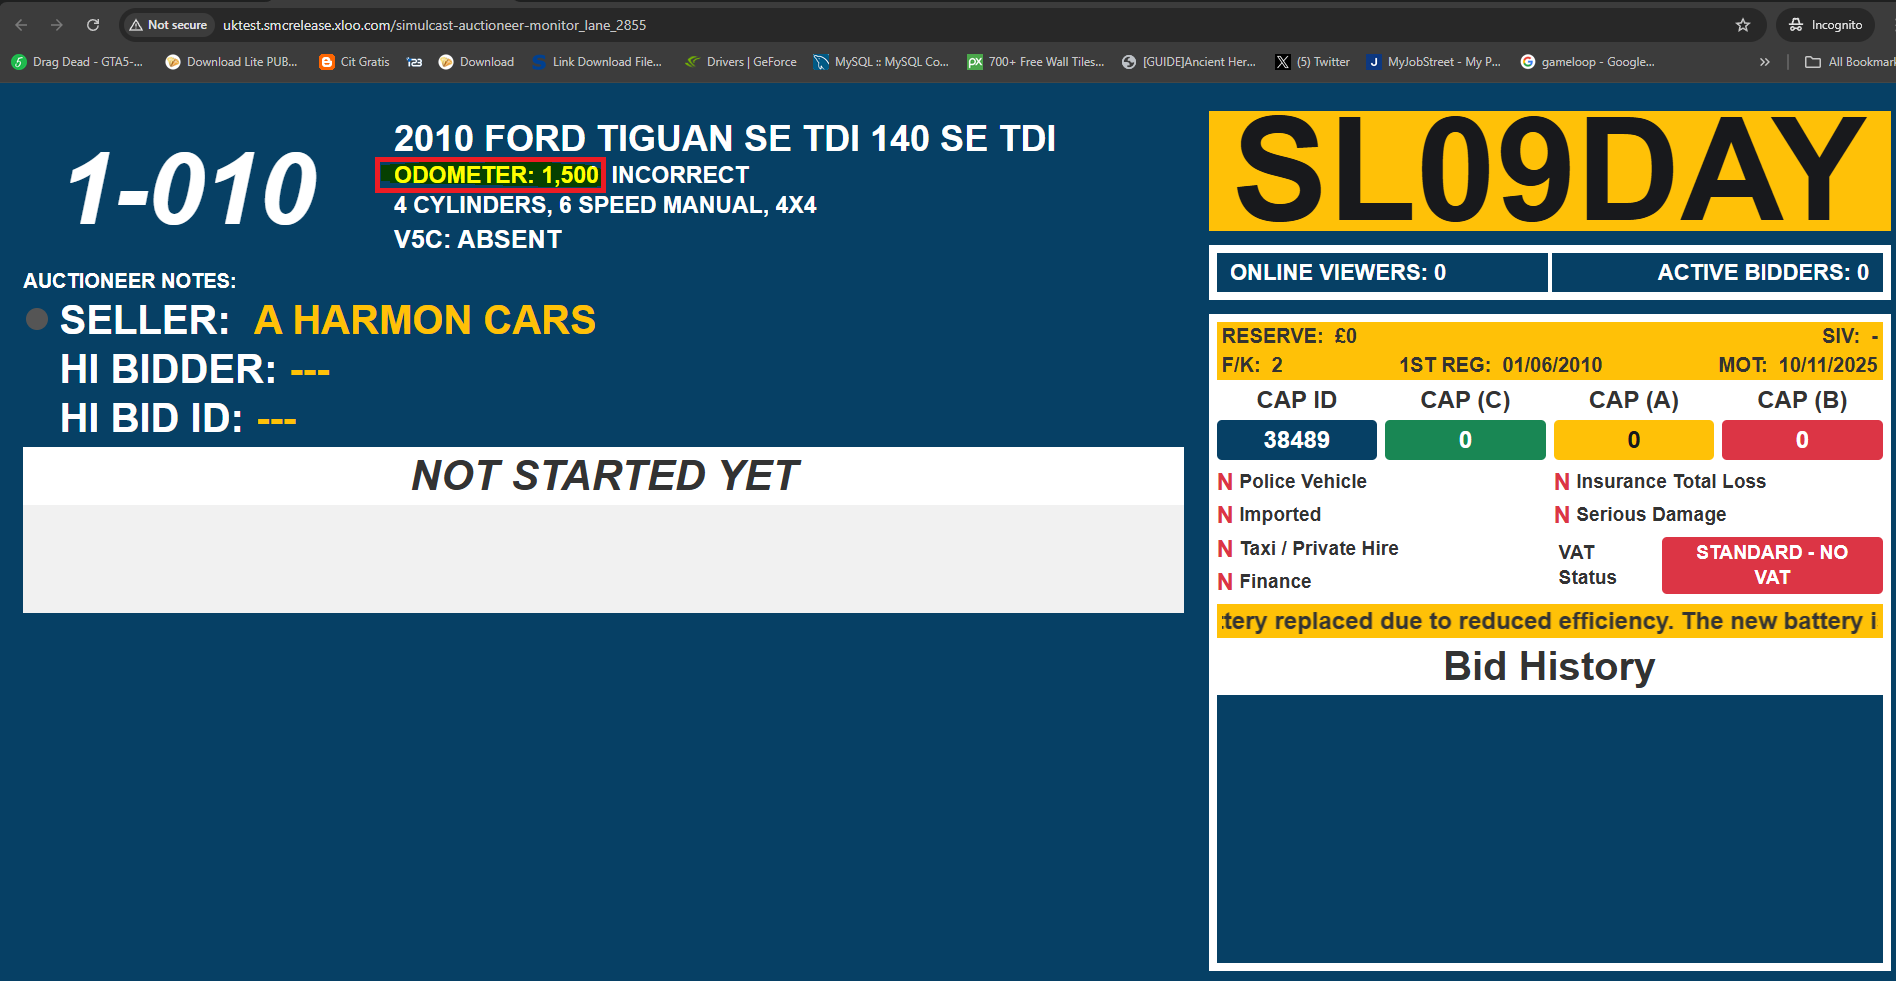 Not secure
uktest.smcrelease.xloo.com/simulcast-auctioneer-monitor_lane_2855
Incognito
Drag Dead - GTA5-...
Download Lite PUB...
Cit Gratis
123
Download
Link Download File...
Drivers | GeForce
MySQL :: MySQL Co...
px 700+ Free Wall Tiles...
[GUIDE]Ancient Her...
(5) Twitter
J MyJobStreet - My P...
gameloop - Google...
»
All Bookmark
1-010
2010 FORD TIGUAN SE TDI 140 SE TDI
ODOMETER: 1,500 INCORRECT
4 CYLINDERS, 6 SPEED MANUAL, 4X4
V5C: ABSENT
AUCTIONEER NOTES:
SELLER: A HARMON CARS
HI BIDDER: ---
HI BID ID: ---
NOT STARTED YET
SL09DAY
ONLINE VIEWERS: 0
ACTIVE BIDDERS: 0
RESERVE: £0 SIV: -
F/K: 2 1ST REG: 01/06/2010 MOT: 10/11/2025
CAP ID CAP (C) CAP (A) CAP (B)
38489 0 0 0
N Police Vehicle N Insurance Total Loss
N Imported N Serious Damage
N Taxi / Private Hire
N Finance
VAT
Status
STANDARD - NO
VAT
tery replaced due to reduced efficiency. The new battery i
Bid History